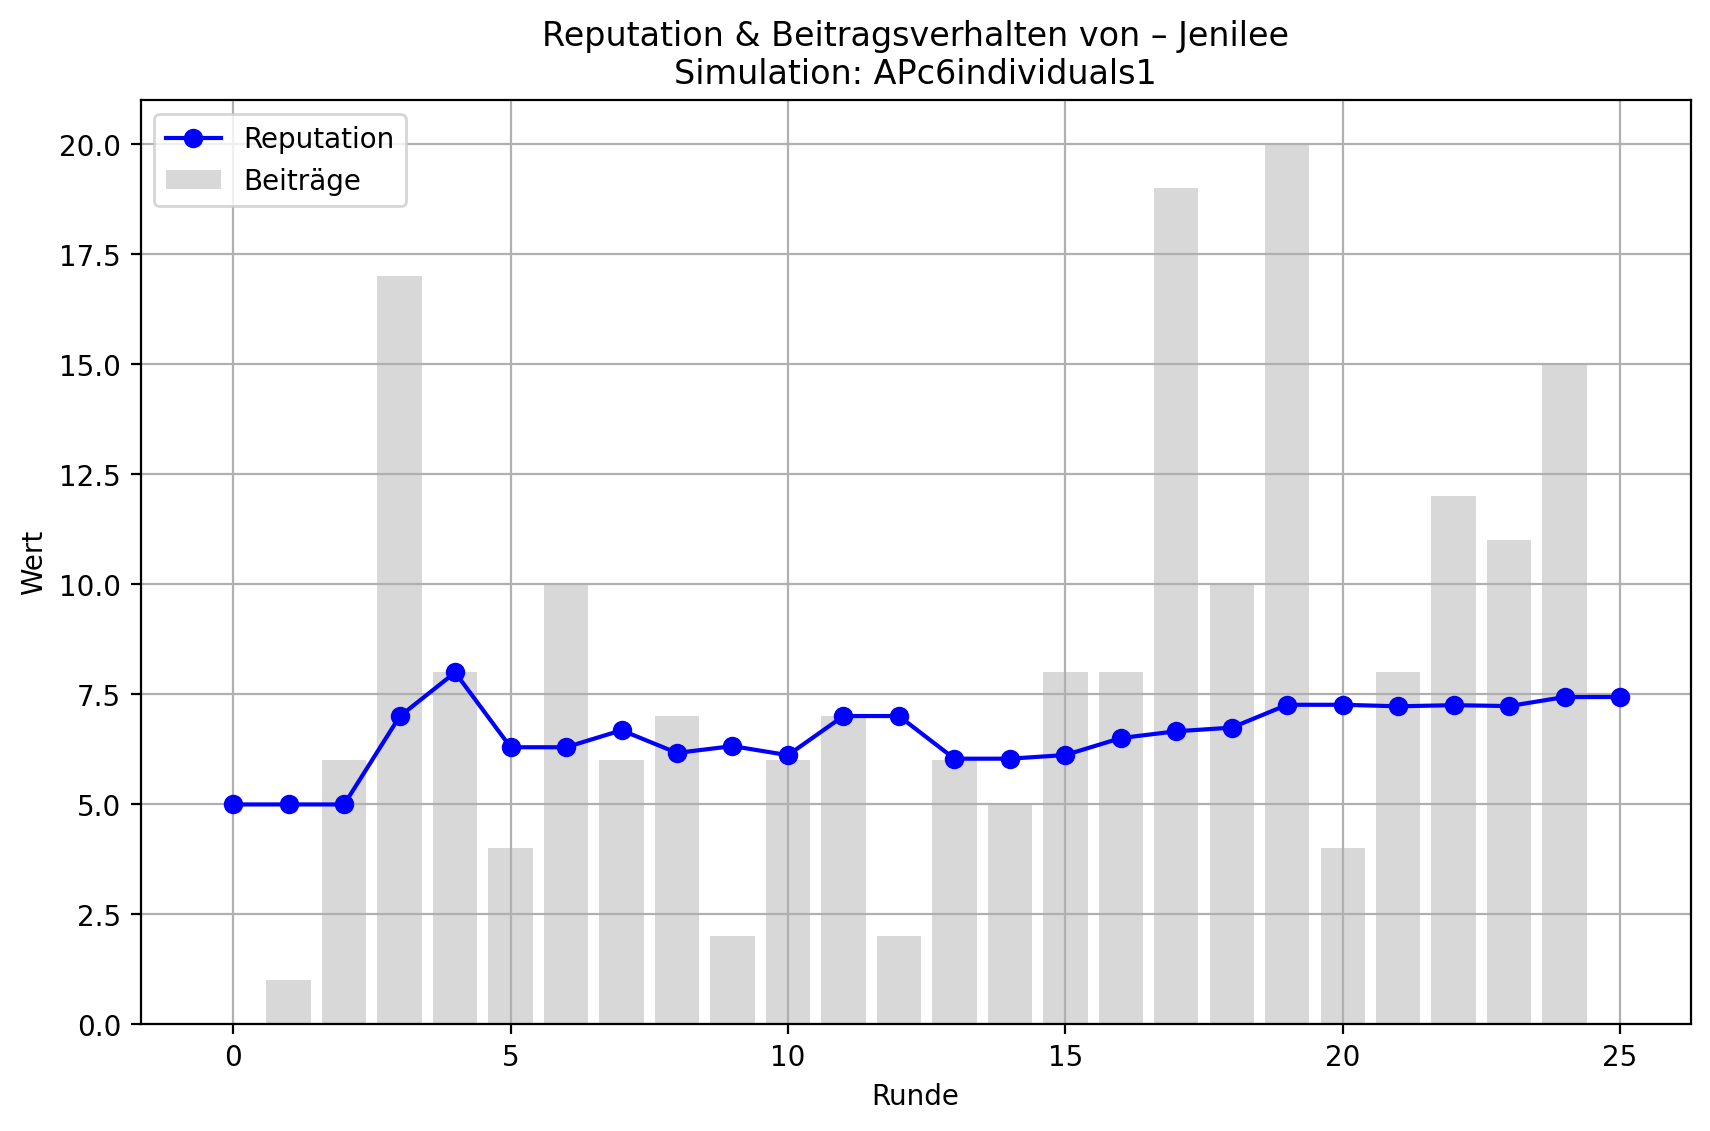 Reputation & Beitragsverhalten von – Jenilee
Simulation: APc6individuals1
Reputation
Beiträge
20.0
17.5
15.0
12.5
10.0
7.5
5.0
2.5
0.0
Wert
0 5 10 15 20 25
Runde